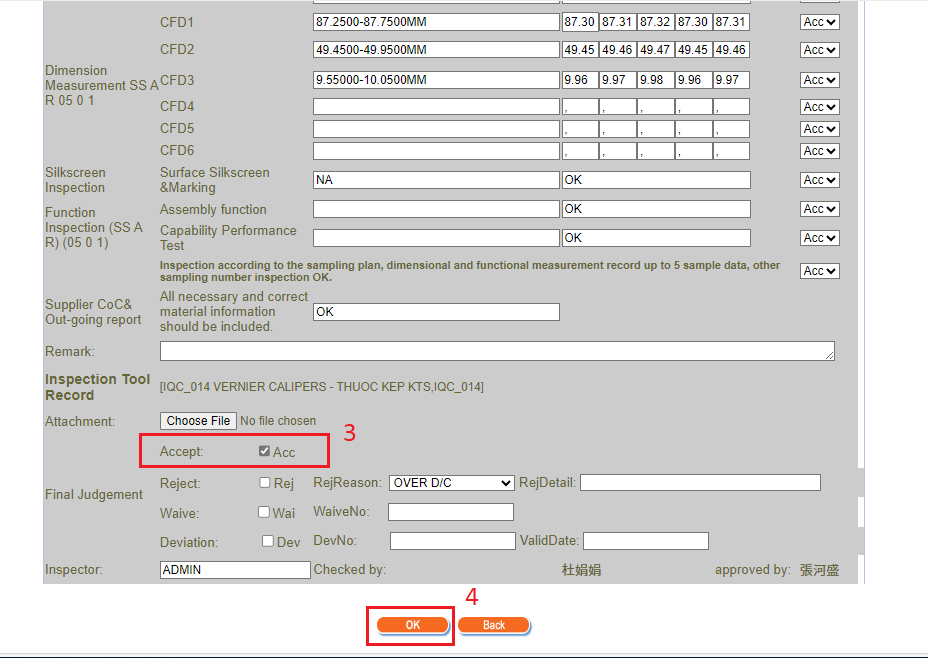 CFD1 87.2500-87.7500MM 87.30 87.31 87.32 87.30 87.31 Acc
CFD2 49.4500-49.9500MM 49.45 49.46 49.47 49.45 49.46 Acc
Dimension
Measurement SS A
R 05 0 1
CFD3 9.55000-10.0500MM 9.96 9.97 9.98 9.96 9.97 Acc
CFD4 , , , , , Acc
CFD5 , , , , , Acc
CFD6 , , , , , Acc
Silkscreen
Inspection
Surface Silkscreen
&Marking
NA OK Acc
Function
Inspection (SS A
R) (05 0 1)
Assembly function OK Acc
Capability Performance
Test
OK Acc
Inspection according to the sampling plan, dimensional and functional measurement record up to 5 sample data, other
sampling number inspection OK.
Acc
Supplier CoC&
Out-going report
All necessary and correct
material information
should be included.
OK
Remark:
Inspection Tool
Record
[IQC_014 VERNIER CALIPERS - THUOC KEP KTS,IQC_014]
Attachment: Choose File No file chosen
3
Accept: Acc
Final Judgement
Reject: Rej RejReason: OVER D/C RejDetail:
Waive: Wai WaiveNo:
Deviation: Dev DevNo: ValidDate:
Inspector: ADMIN Checked by: 杜娟娟 approved by: 張河盛
4
OK Back